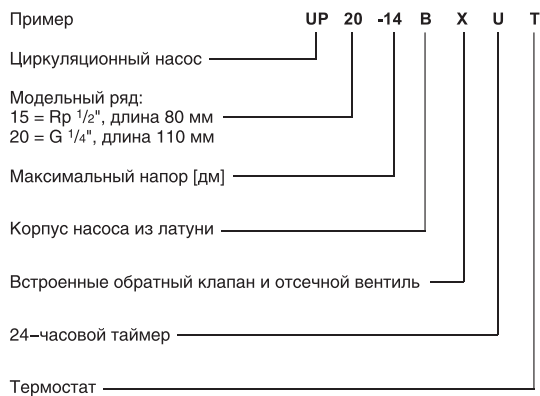 Пример UP 20 -14 B X U T
Циркуляционный насос
Модельный ряд:
15 = Rp 1/2", длина 80 мм
20 = G 1/4", длина 110 мм
Максимальный напор [дм]
Корпус насоса из латуни
Встроенные обратный клапан и отсечной вентиль
24–часовой таймер
Термостат